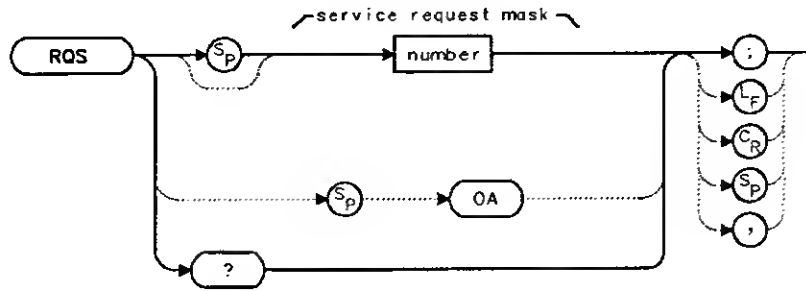 service request mask
RQS
SP
number
;
LF
CR
SP
OA
SP
,
?